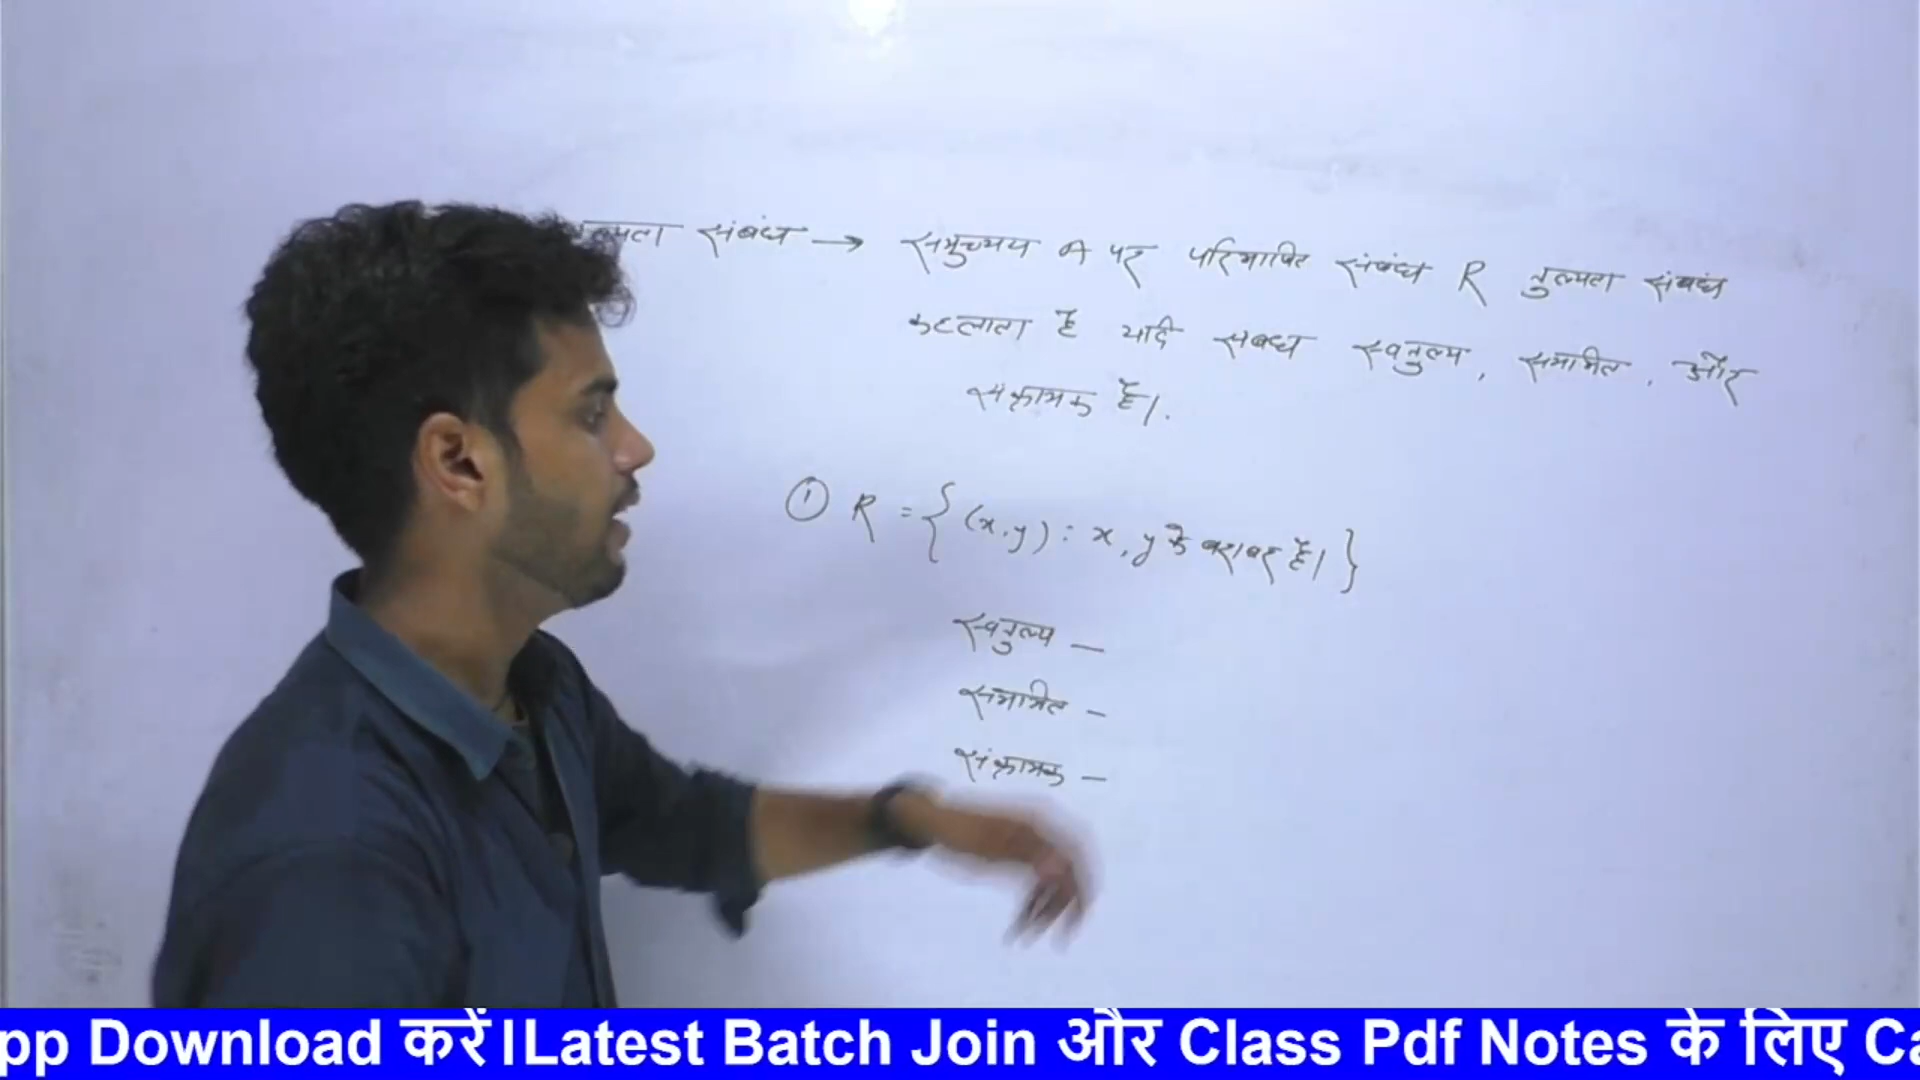 तुल्यता संबंध → समुच्चय A पर परिभाषित संबंध R तुल्यता संबंध
कहलाता है यदि संबंध स्वतुल्य, सममित, और
संक्रामक है।.
① R = {(x,y) : x, y के बराबर है।}
स्वतुल्य —
सममित —
संक्रामक —
pp Download करें।Latest Batch Join और Class Pdf Notes के लिए Ca